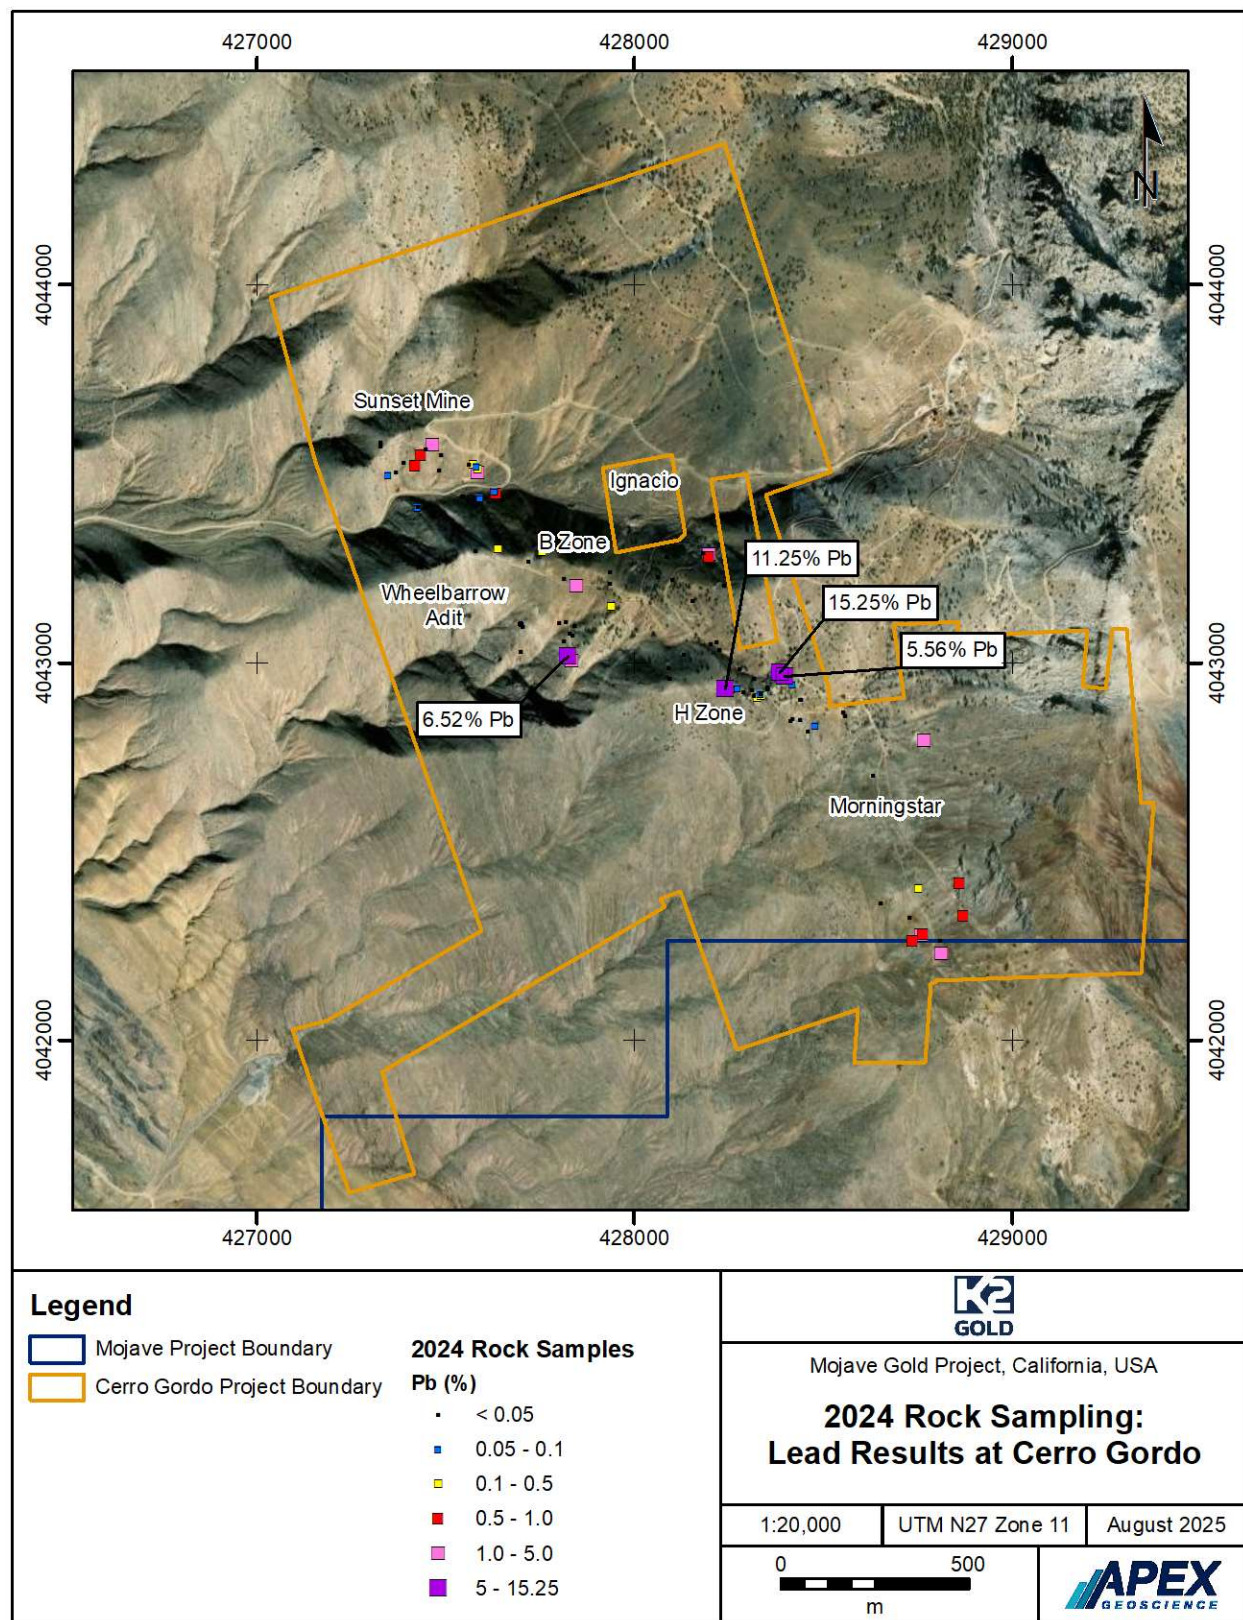 427000
428000
429000
4044000
4044000
N
Sunset Mine
Ignacio
B Zone
11.25% Pb
Wheelbarrow
Adit
15.25% Pb
5.56% Pb
4043000
4043000
6.52% Pb
H Zone
Morningstar
4042000
4042000
427000
428000
429000
Legend
Mojave Project Boundary
Cerro Gordo Project Boundary
2024 Rock Samples
Pb (%)
< 0.05
0.05 - 0.1
0.1 - 0.5
0.5 - 1.0
1.0 - 5.0
5 - 15.25
K2
GOLD
Mojave Gold Project, California, USA
2024 Rock Sampling:
Lead Results at Cerro Gordo
1:20,000
UTM N27 Zone 11
August 2025
0
500
m
APEX
GEOSCIENCE